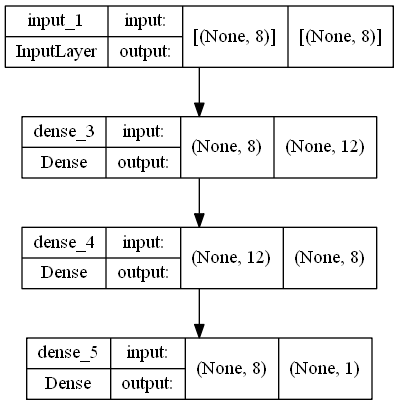 input_1 input: [(None, 8)] [(None, 8)]
InputLayer output:
dense_3 input: (None, 8) (None, 12)
Dense output:
dense_4 input: (None, 12) (None, 8)
Dense output:
dense_5 input: (None, 8) (None, 1)
Dense output: